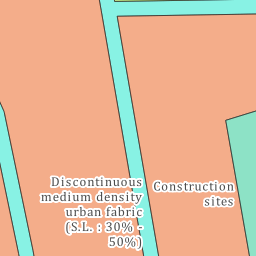 Discontinuous
medium density
urban fabric
(S.L. : 30% -
50%)
Construction
sites